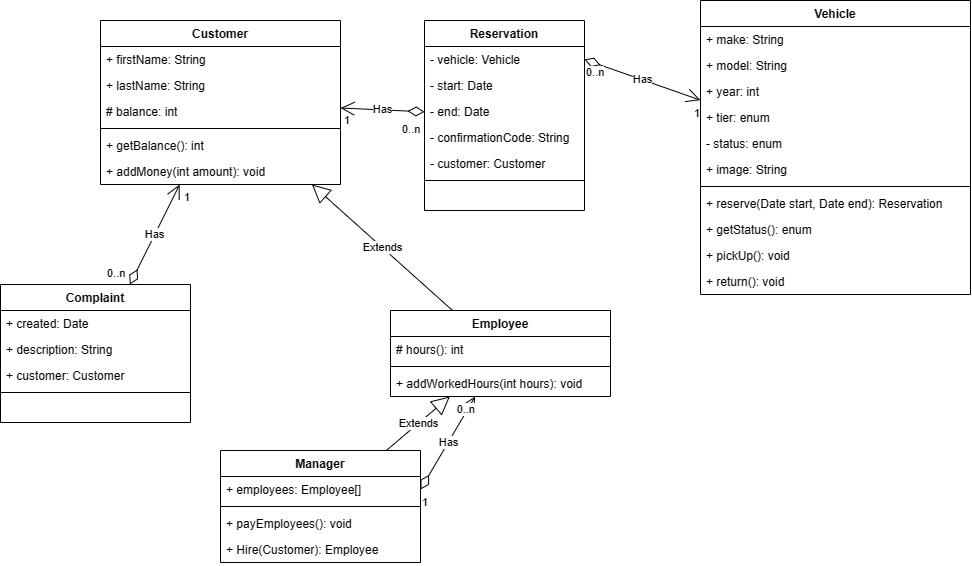 Customer
+ firstName: String
+ lastName: String
# balance: int
+ getBalance(): int
+ addMoney(int amount): void
Reservation
- vehicle: Vehicle
- start: Date
- end: Date
- confirmationCode: String
- customer: Customer
Vehicle
+ make: String
+ model: String
+ year: int
+ tier: enum
- status: enum
+ image: String
+ reserve(Date start, Date end): Reservation
+ getStatus(): enum
+ pickUp(): void
+ return(): void
Has
1
0..n
Has
0..n
1
Has
1
0..n
Extends
Complaint
+ created: Date
+ description: String
+ customer: Customer
Employee
# hours(): int
+ addWorkedHours(int hours): void
Extends
Has
0..n
1
Manager
+ employees: Employee[]
+ payEmployees(): void
+ Hire(Customer): Employee